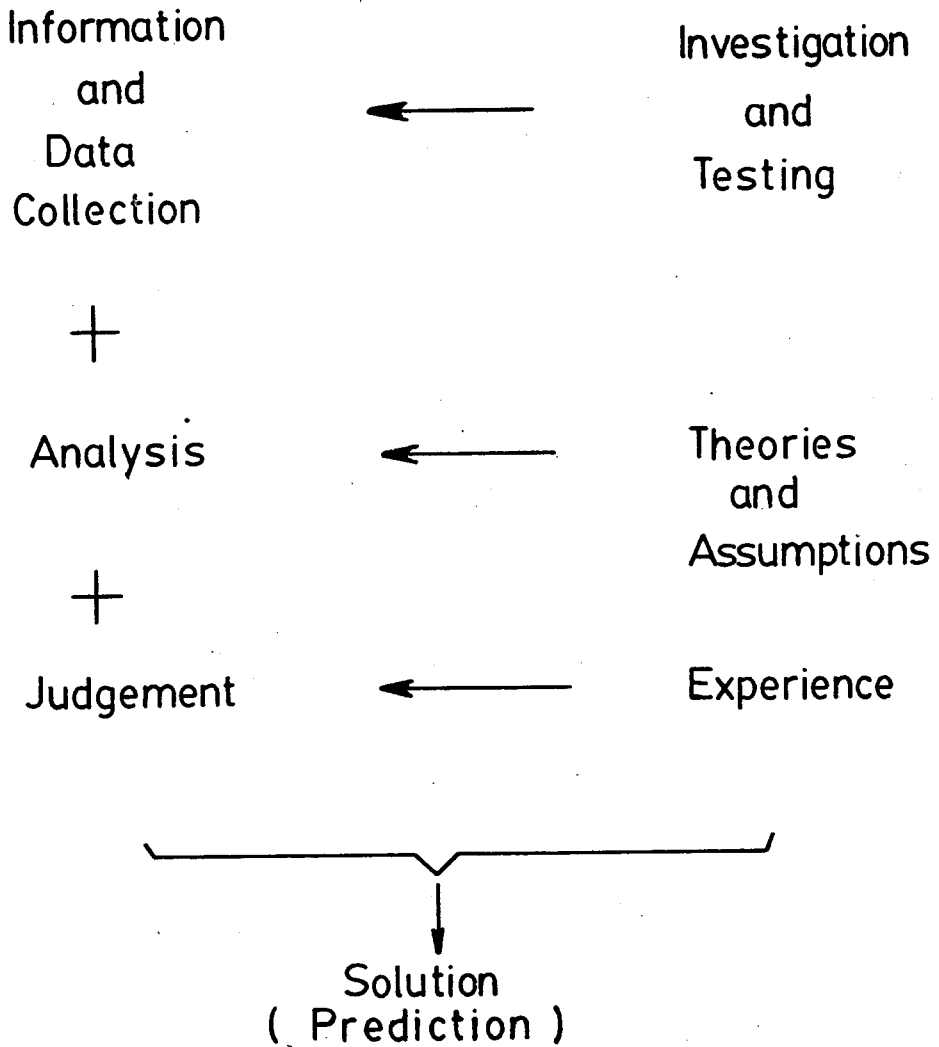 Information
and
Data
Collection
Investigation
and
Testing
+
Analysis
Theories
and
Assumptions
+
Judgement
Experience
Solution
( Prediction )